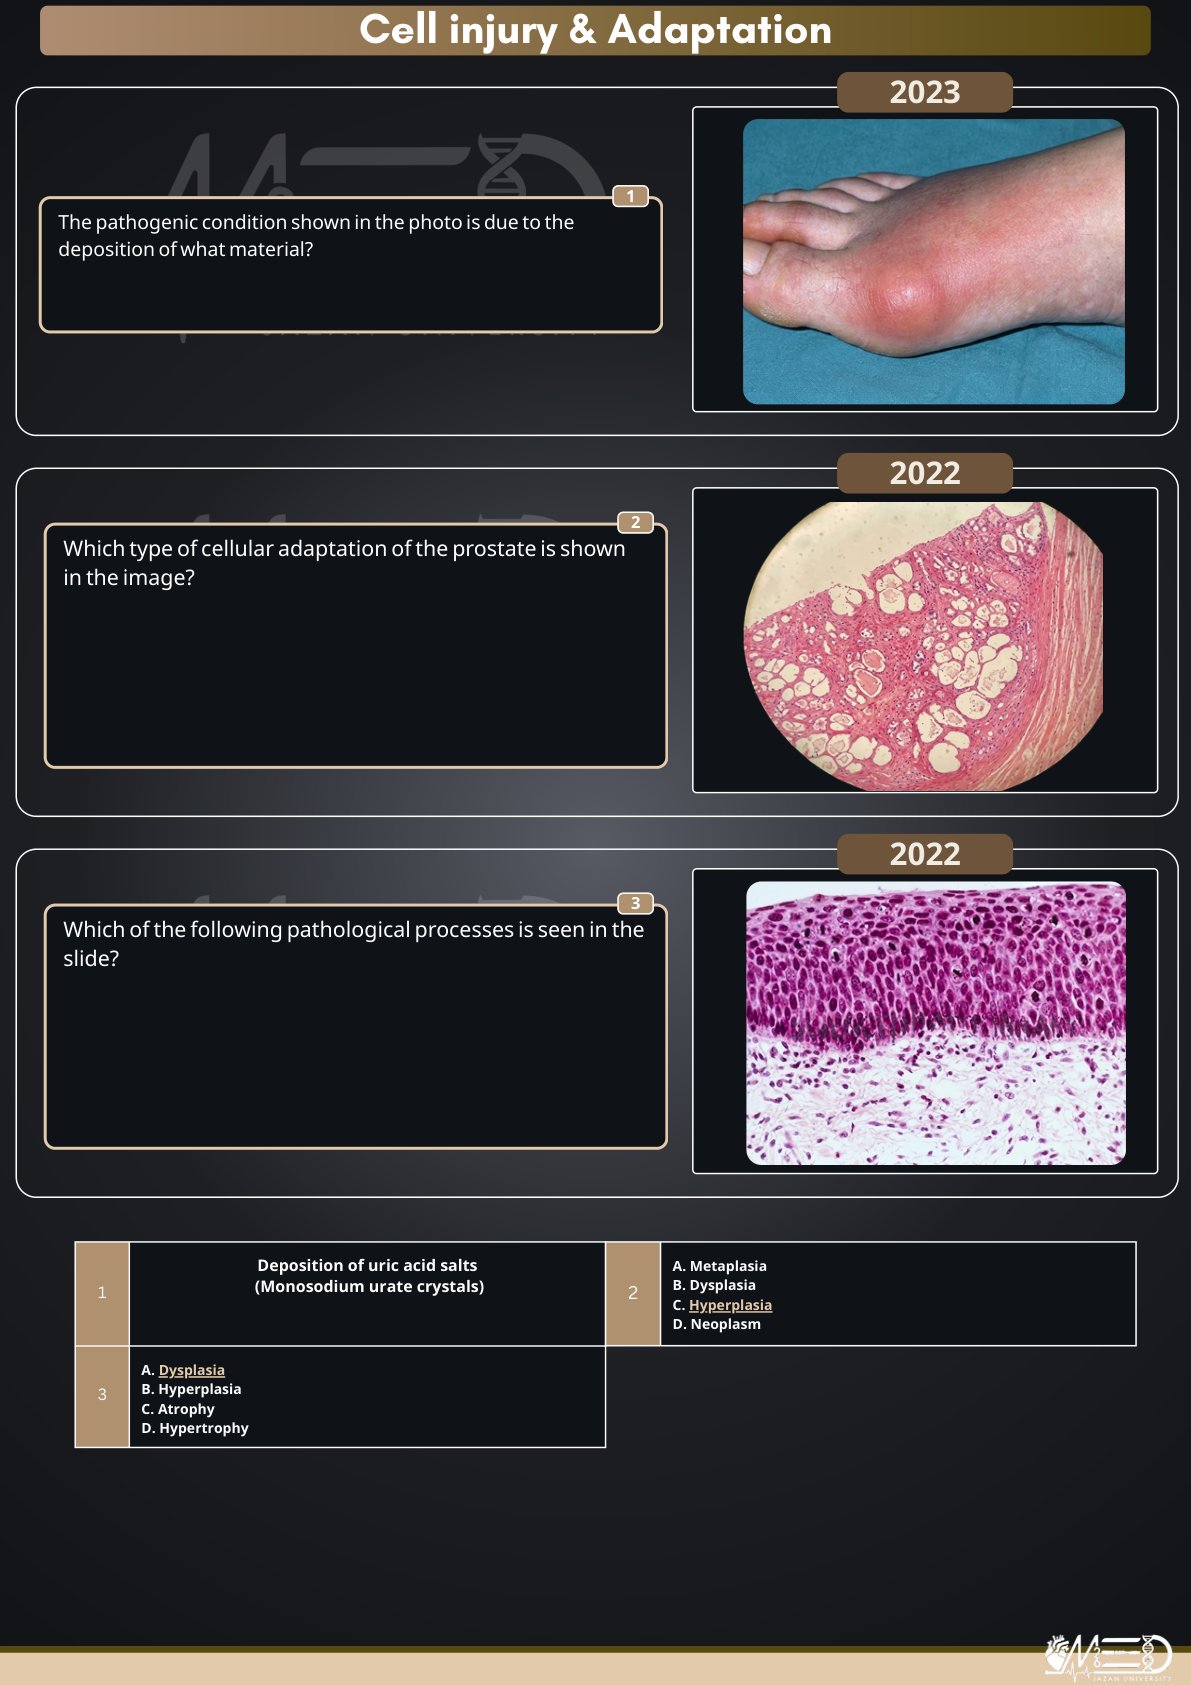 Cell injury & Adaptation
2023
1
The pathogenic condition shown in the photo is due to the
deposition of what material?
2022
2
Which type of cellular adaptation of the prostate is shown
in the image?
2022
3
Which of the following pathological processes is seen in the
slide?
1
Deposition of uric acid salts
(Monosodium urate crystals)
2
A. Metaplasia
B. Dysplasia
C. Hyperplasia
D. Neoplasm
3
A. Dysplasia
B. Hyperplasia
C. Atrophy
D. Hypertrophy
MED
JAZAN UNIVERSITY